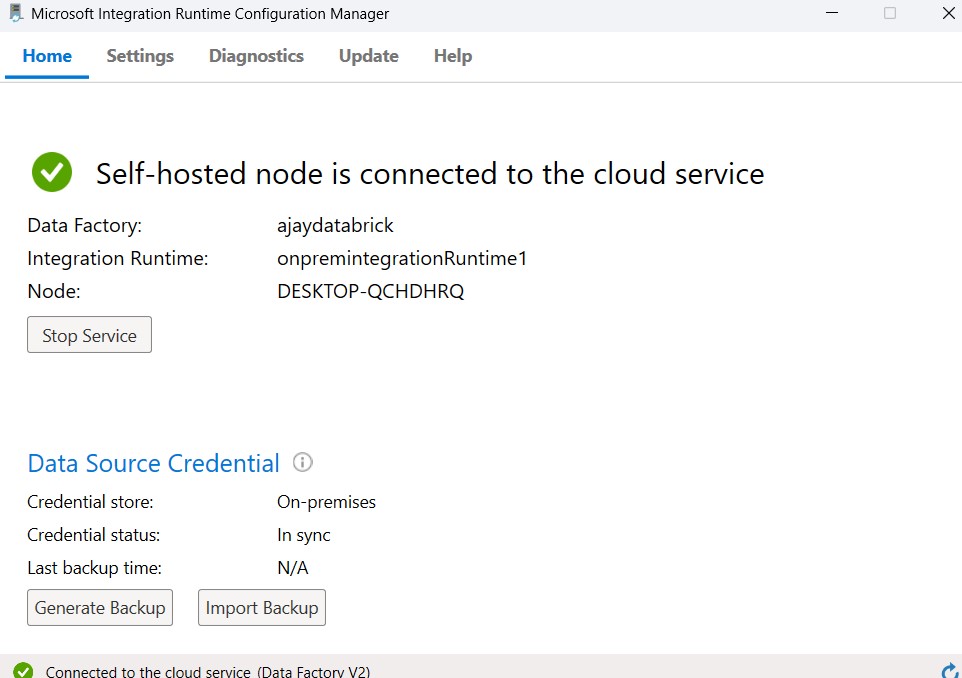 Microsoft Integration Runtime Configuration Manager
Home Settings Diagnostics Update Help
Self-hosted node is connected to the cloud service
Data Factory: ajaydatabrick
Integration Runtime: onpremintegrationRuntime1
Node: DESKTOP-QCHDHRQ
Stop Service
Data Source Credential
Credential store: On-premises
Credential status: In sync
Last backup time: N/A
Generate Backup Import Backup
Connected to the cloud service (Data Factory V2)